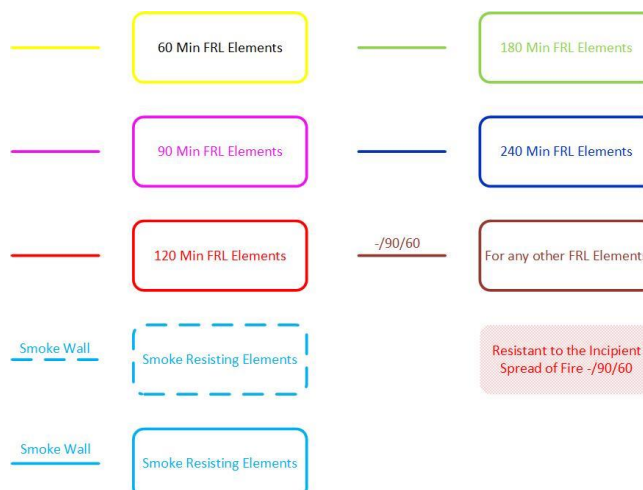 60 Min FRL Elements
180 Min FRL Elements
90 Min FRL Elements
240 Min FRL Elements
120 Min FRL Elements
-/90/60
For any other FRL Elements
Smoke Wall
Smoke Resisting Elements
Resistant to the Incipient
Spread of Fire -/90/60
Smoke Wall
Smoke Resisting Elements